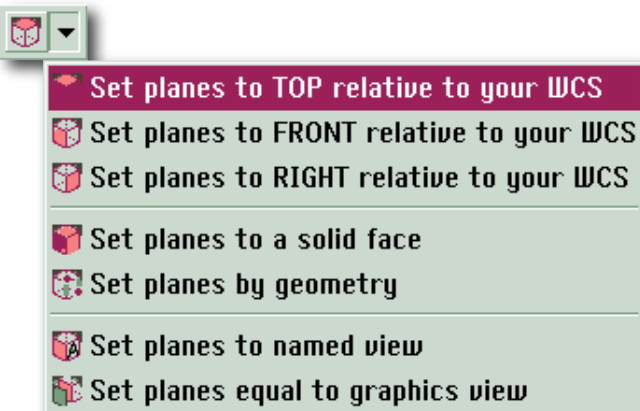 Set planes to TOP relative to your WCS
Set planes to FRONT relative to your WCS
Set planes to RIGHT relative to your WCS
Set planes to a solid face
Set planes by geometry
Set planes to named view
Set planes equal to graphics view